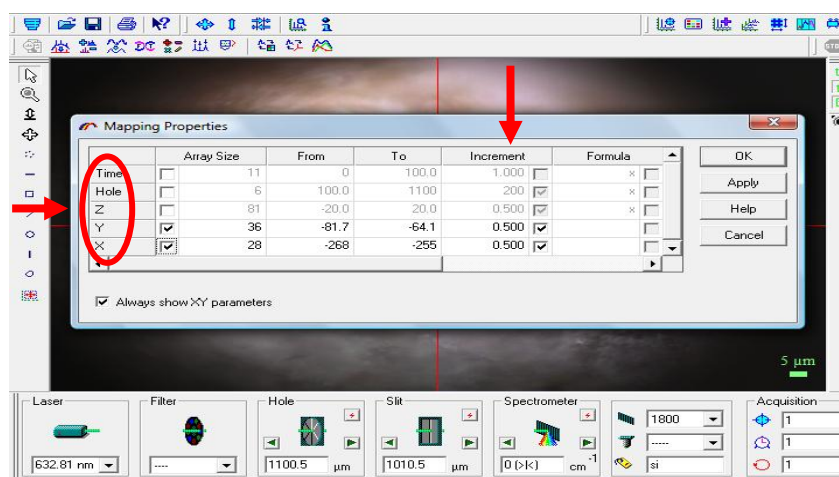 Mapping Properties
Array Size From To Increment Formula
Time 11 0 100.0 1.000 x
Hole 6 100.0 1100 200 x
Z 81 -20.0 20.0 0.500 x
Y 36 -81.7 -64.1 0.500
X 28 -268 -255 0.500
OK
Apply
Help
Cancel
Always show XY parameters
5 µm
Laser Filter Hole Slit Spectrometer Acquisition
1800 1
----- 1
632.81 nm ---- 1100.5 µm 1010.5 µm 0 (>|<) cm-1 si 1